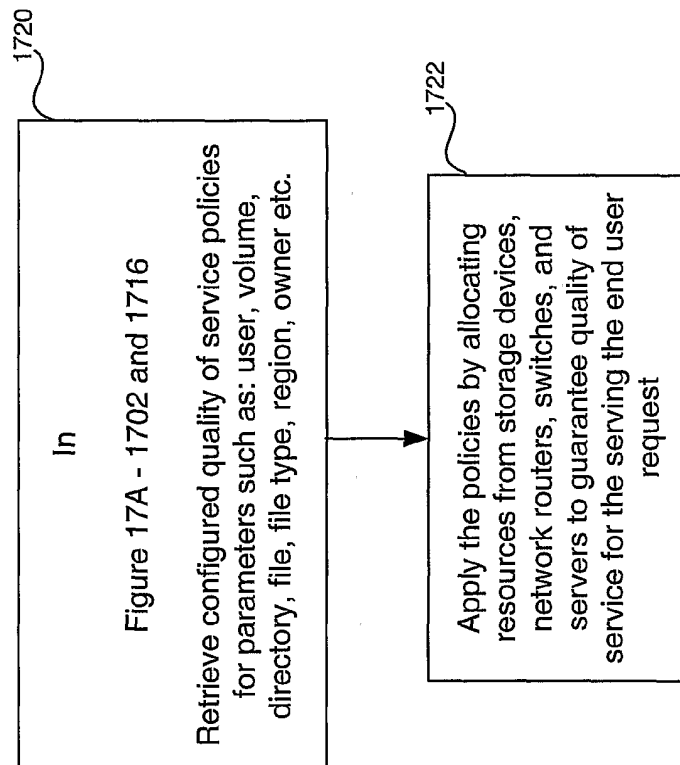 1720
In
Figure 17A - 1702 and 1716
Retrieve configured quality of service policies
for parameters such as: user, volume,
directory, file, file type, region, owner etc.
1722
Apply the policies by allocating
resources from storage devices,
network routers, switches, and
servers to guarantee quality of
service for the serving the end user
request